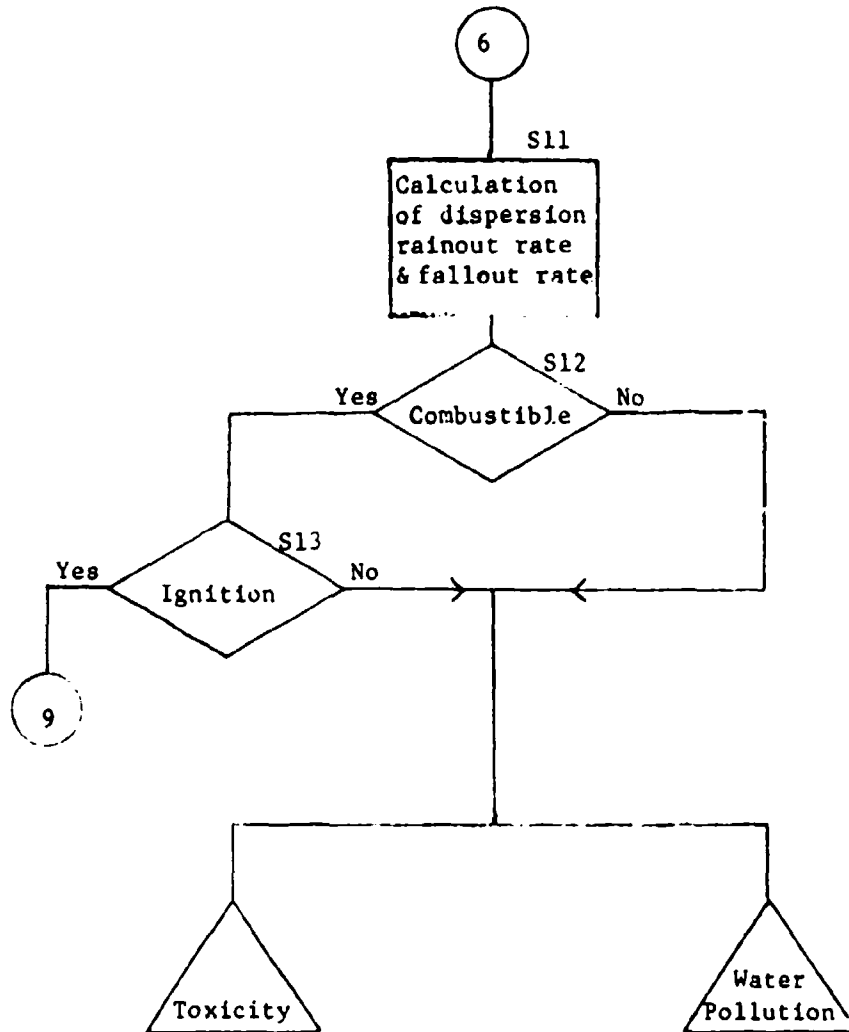 6
S11
Calculation
of dispersion
rainout rate
& fallout rate
S12
Yes
Combustible
No
S13
Yes
Ignition
No
9
Toxicity
Water
Pollution